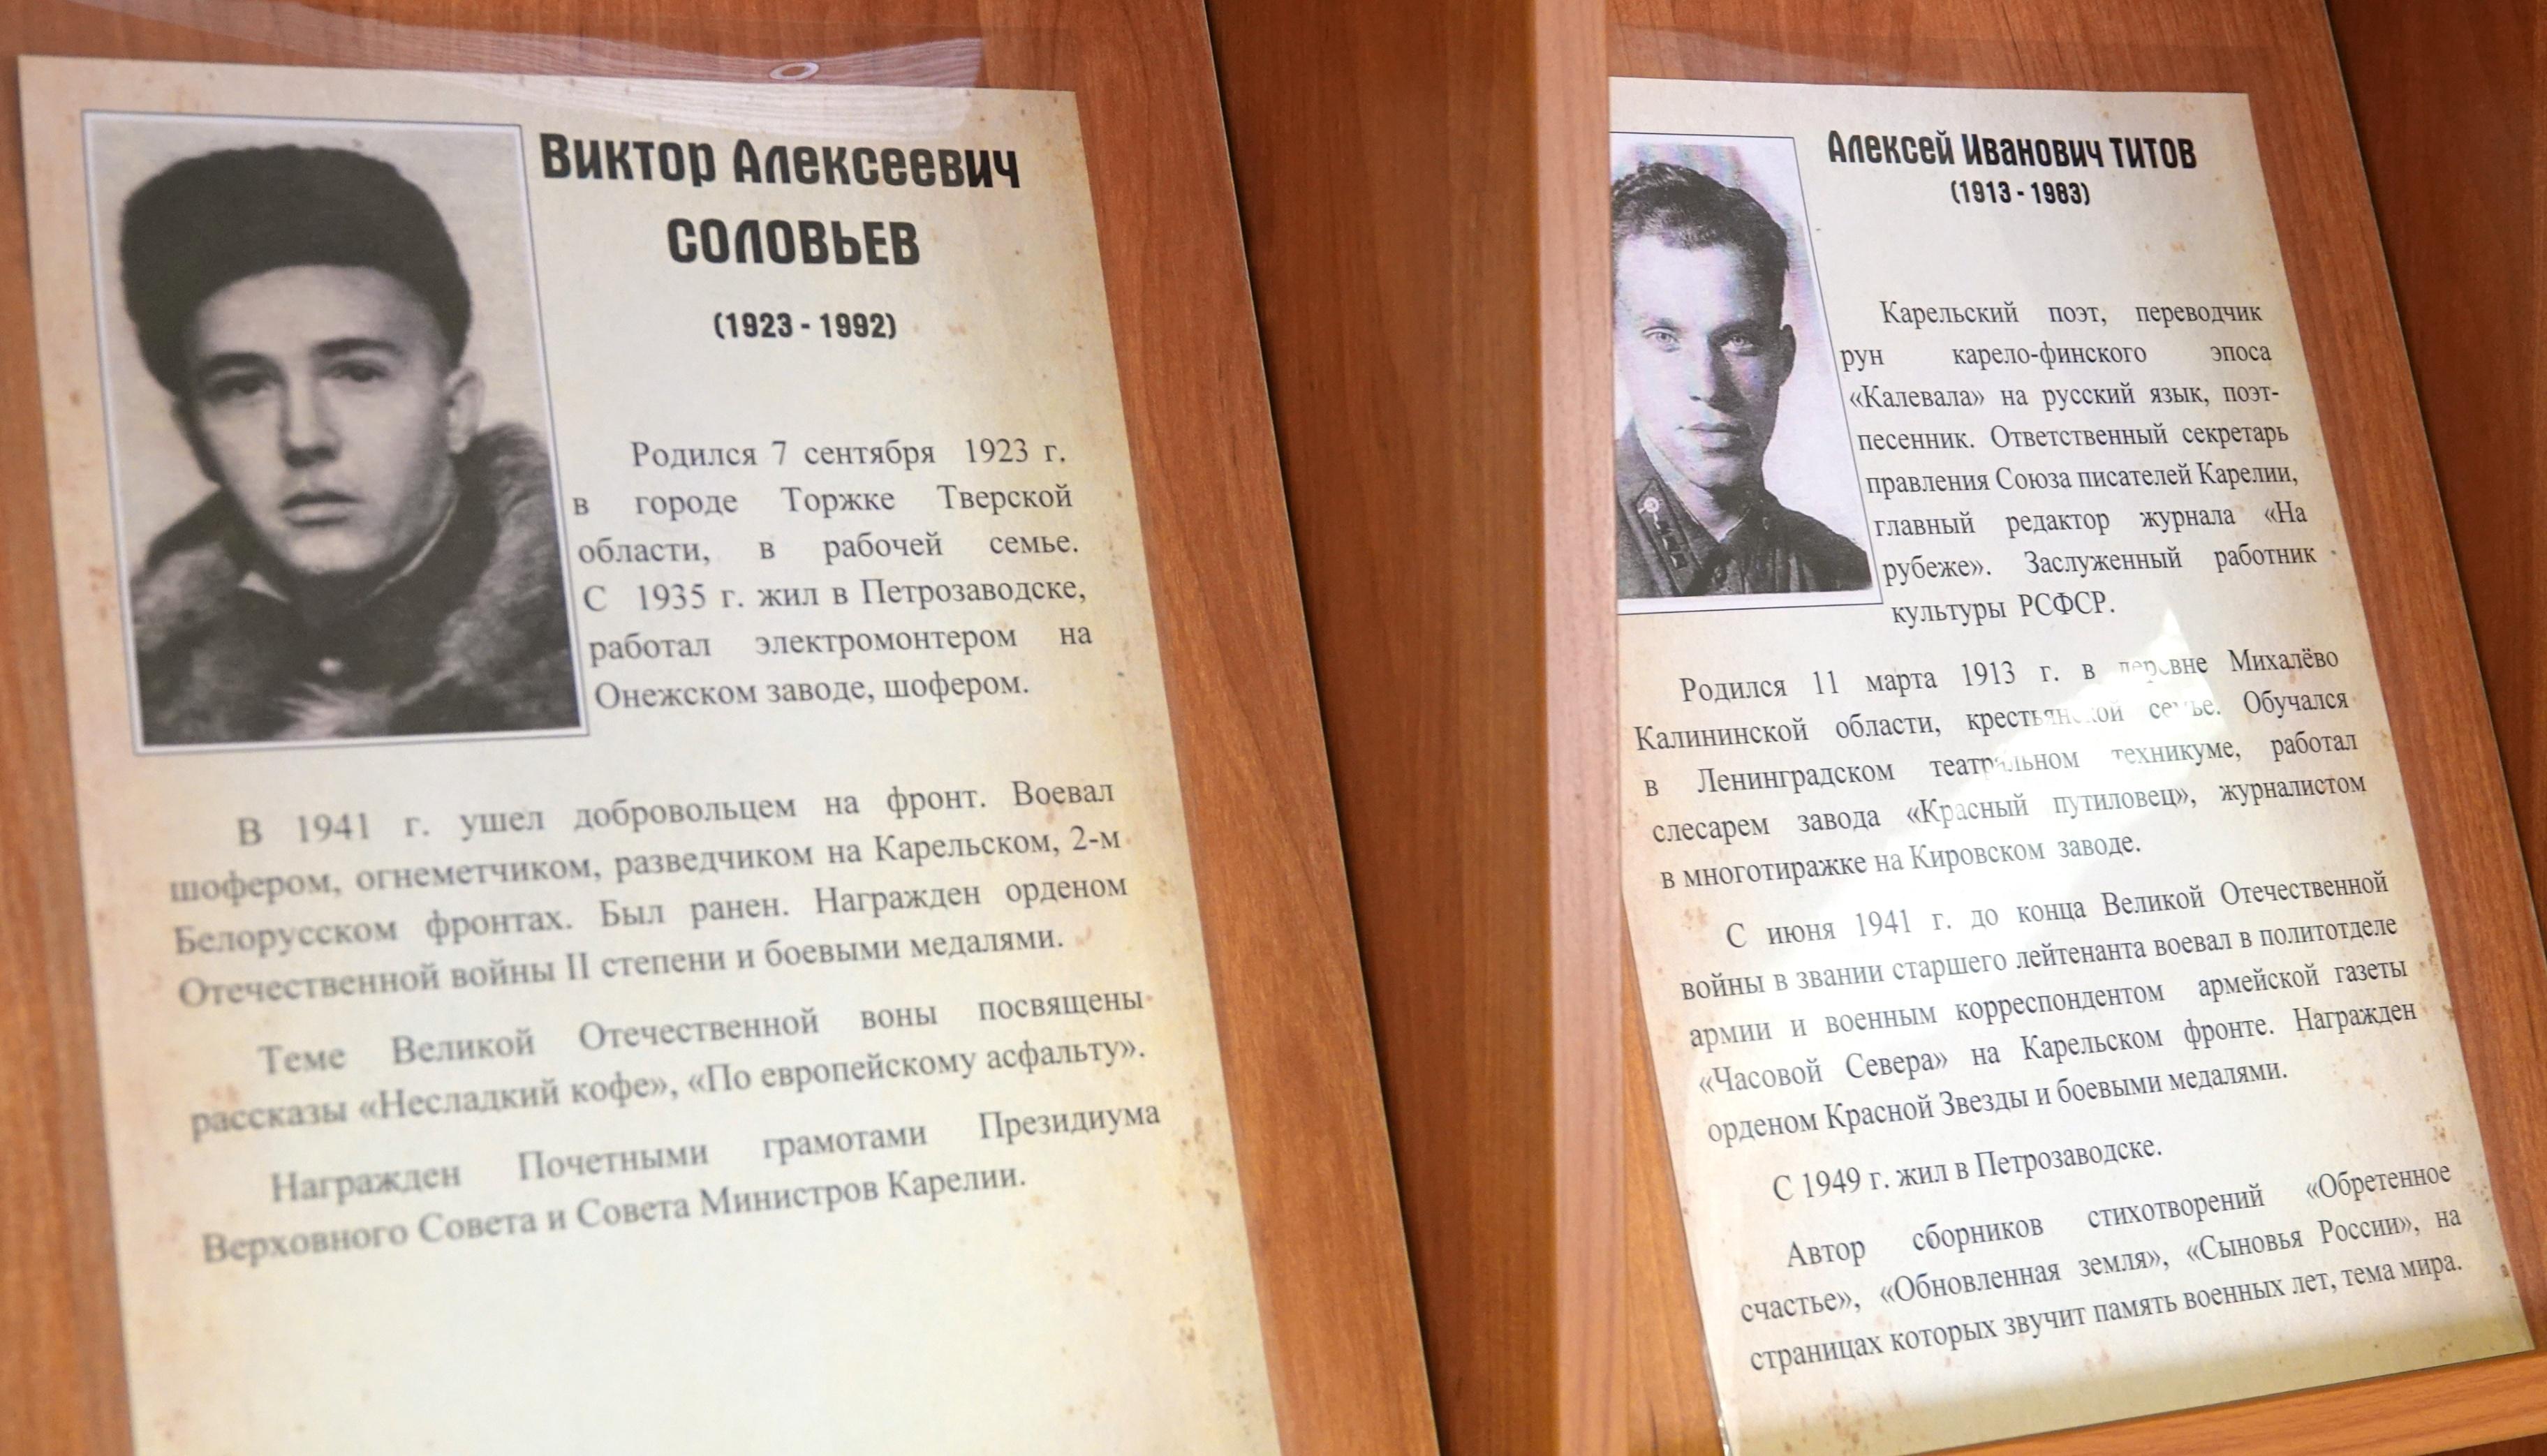 Виктор Алексеевич
СОЛОВЬЕВ
(1923 - 1992)
Родился 7 сентября 1923 г.
в городе Торжке Тверской
области, в рабочей семье.
С 1935 г. жил в Петрозаводске,
работал электромонтером на
Онежском заводе, шофером.
В 1941 г. ушел добровольцем на фронт. Воевал
шофером, огнеметчиком, разведчиком на Карельском, 2-м
Белорусском фронтах. Был ранен. Награжден орденом
Отечественной войны II степени и боевыми медалями.
Теме Великой Отечественной воны посвящены
рассказы «Несладкий кофе», «По европейскому асфальту».
Награжден Почетными грамотами Президиума
Верховного Совета и Совета Министров Карелии.
Алексей Иванович ТИТОВ
(1913 - 1983)
Карельский поэт, переводчик
рун карело-финского эпоса
«Калевала» на русский язык, поэт-
песенник. Ответственный секретарь
правления Союза писателей Карелии,
главный редактор журнала «На
рубеже». Заслуженный работник
культуры РСФСР.
Родился 11 марта 1913 г. в деревне Михалёво
Калининской области, крестьянской семье. Обучался
в Ленинградском театральном техникуме, работал
слесарем завода «Красный путиловец», журналистом
в многотиражке на Кировском заводе.
С июня 1941 г. до конца Великой Отечественной
войны в звании старшего лейтенанта воевал в политотделе
армии и военным корреспондентом армейской газеты
«Часовой Севера» на Карельском фронте. Награжден
орденом Красной Звезды и боевыми медалями.
С 1949 г. жил в Петрозаводске.
Автор сборников стихотворений «Обретенное
счастье», «Обновленная земля», «Сыновья России», на
страницах которых звучит память военных лет, тема мира.